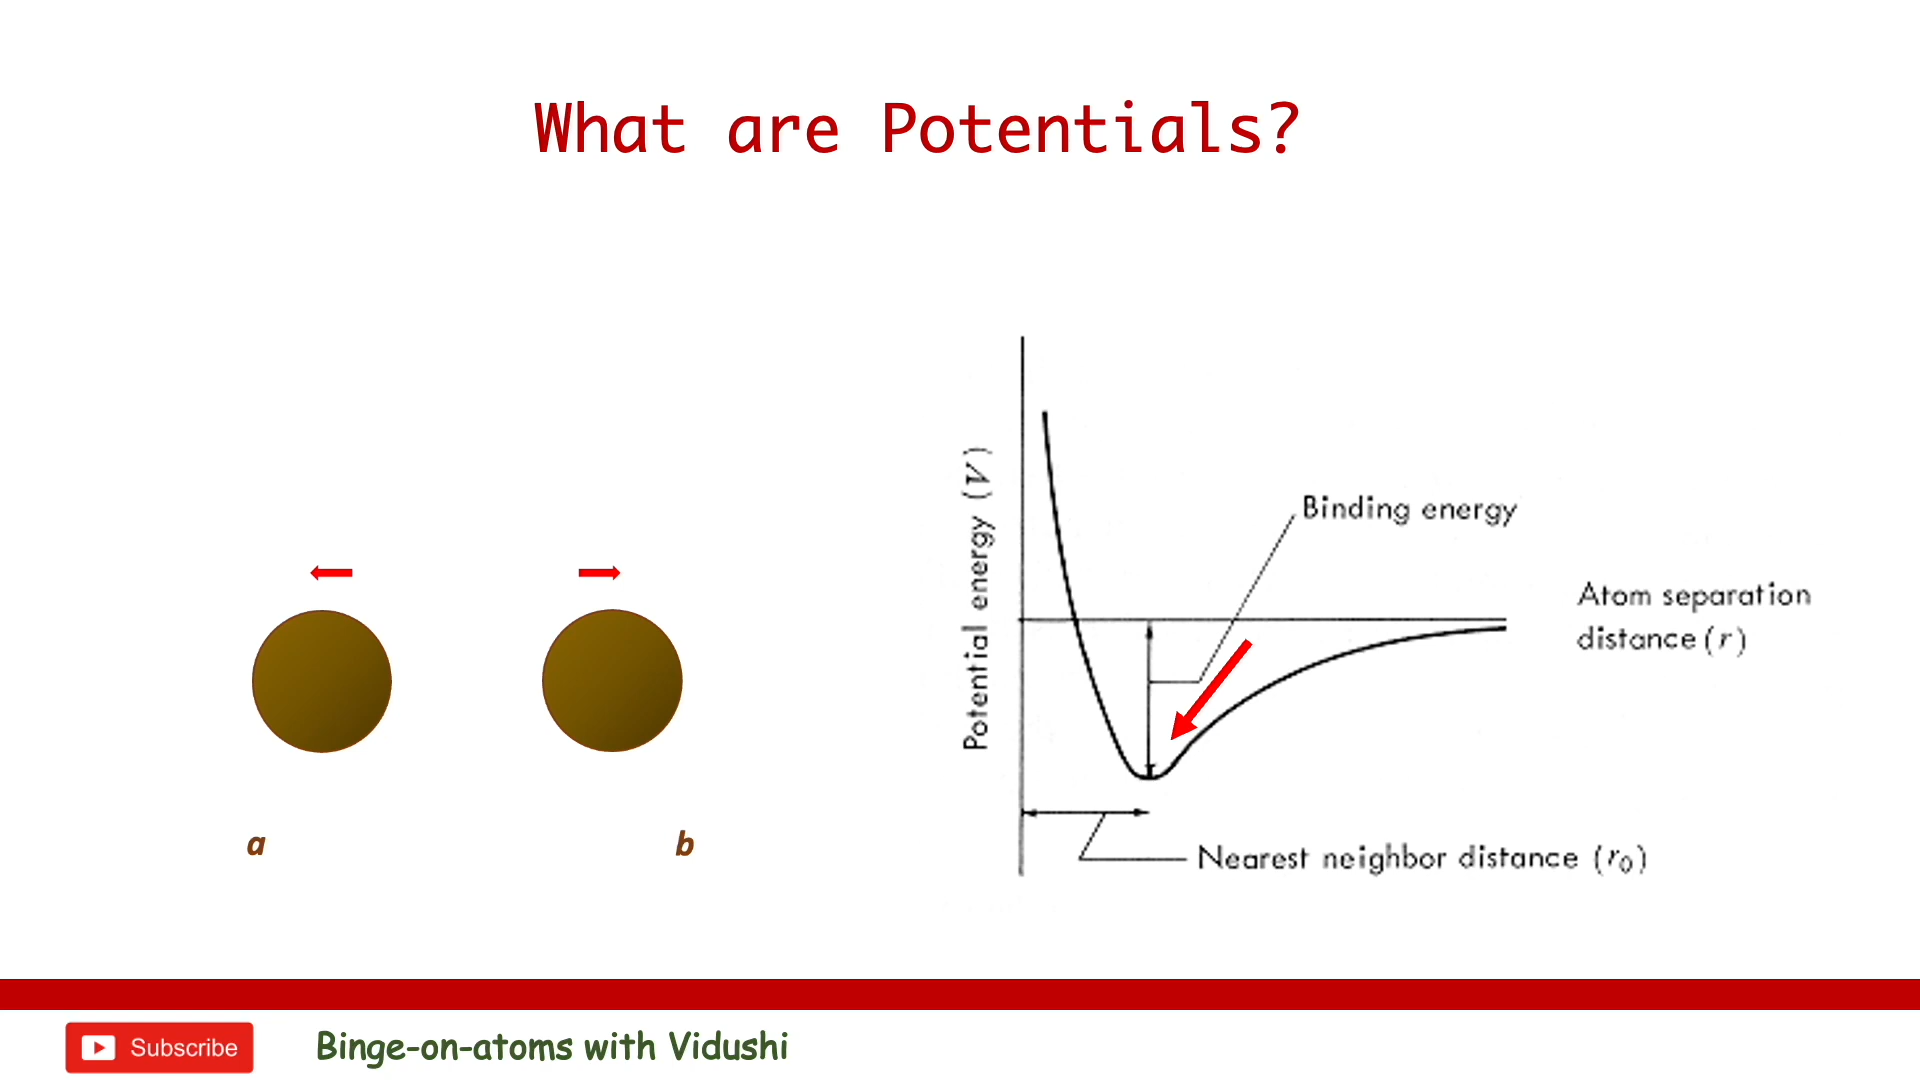 What are Potentials?
Potential energy (V)
Binding energy
Atom separation
distance (r)
a
b
Nearest neighbor distance (r₀)
Subscribe
Binge-on-atoms with Vidushi